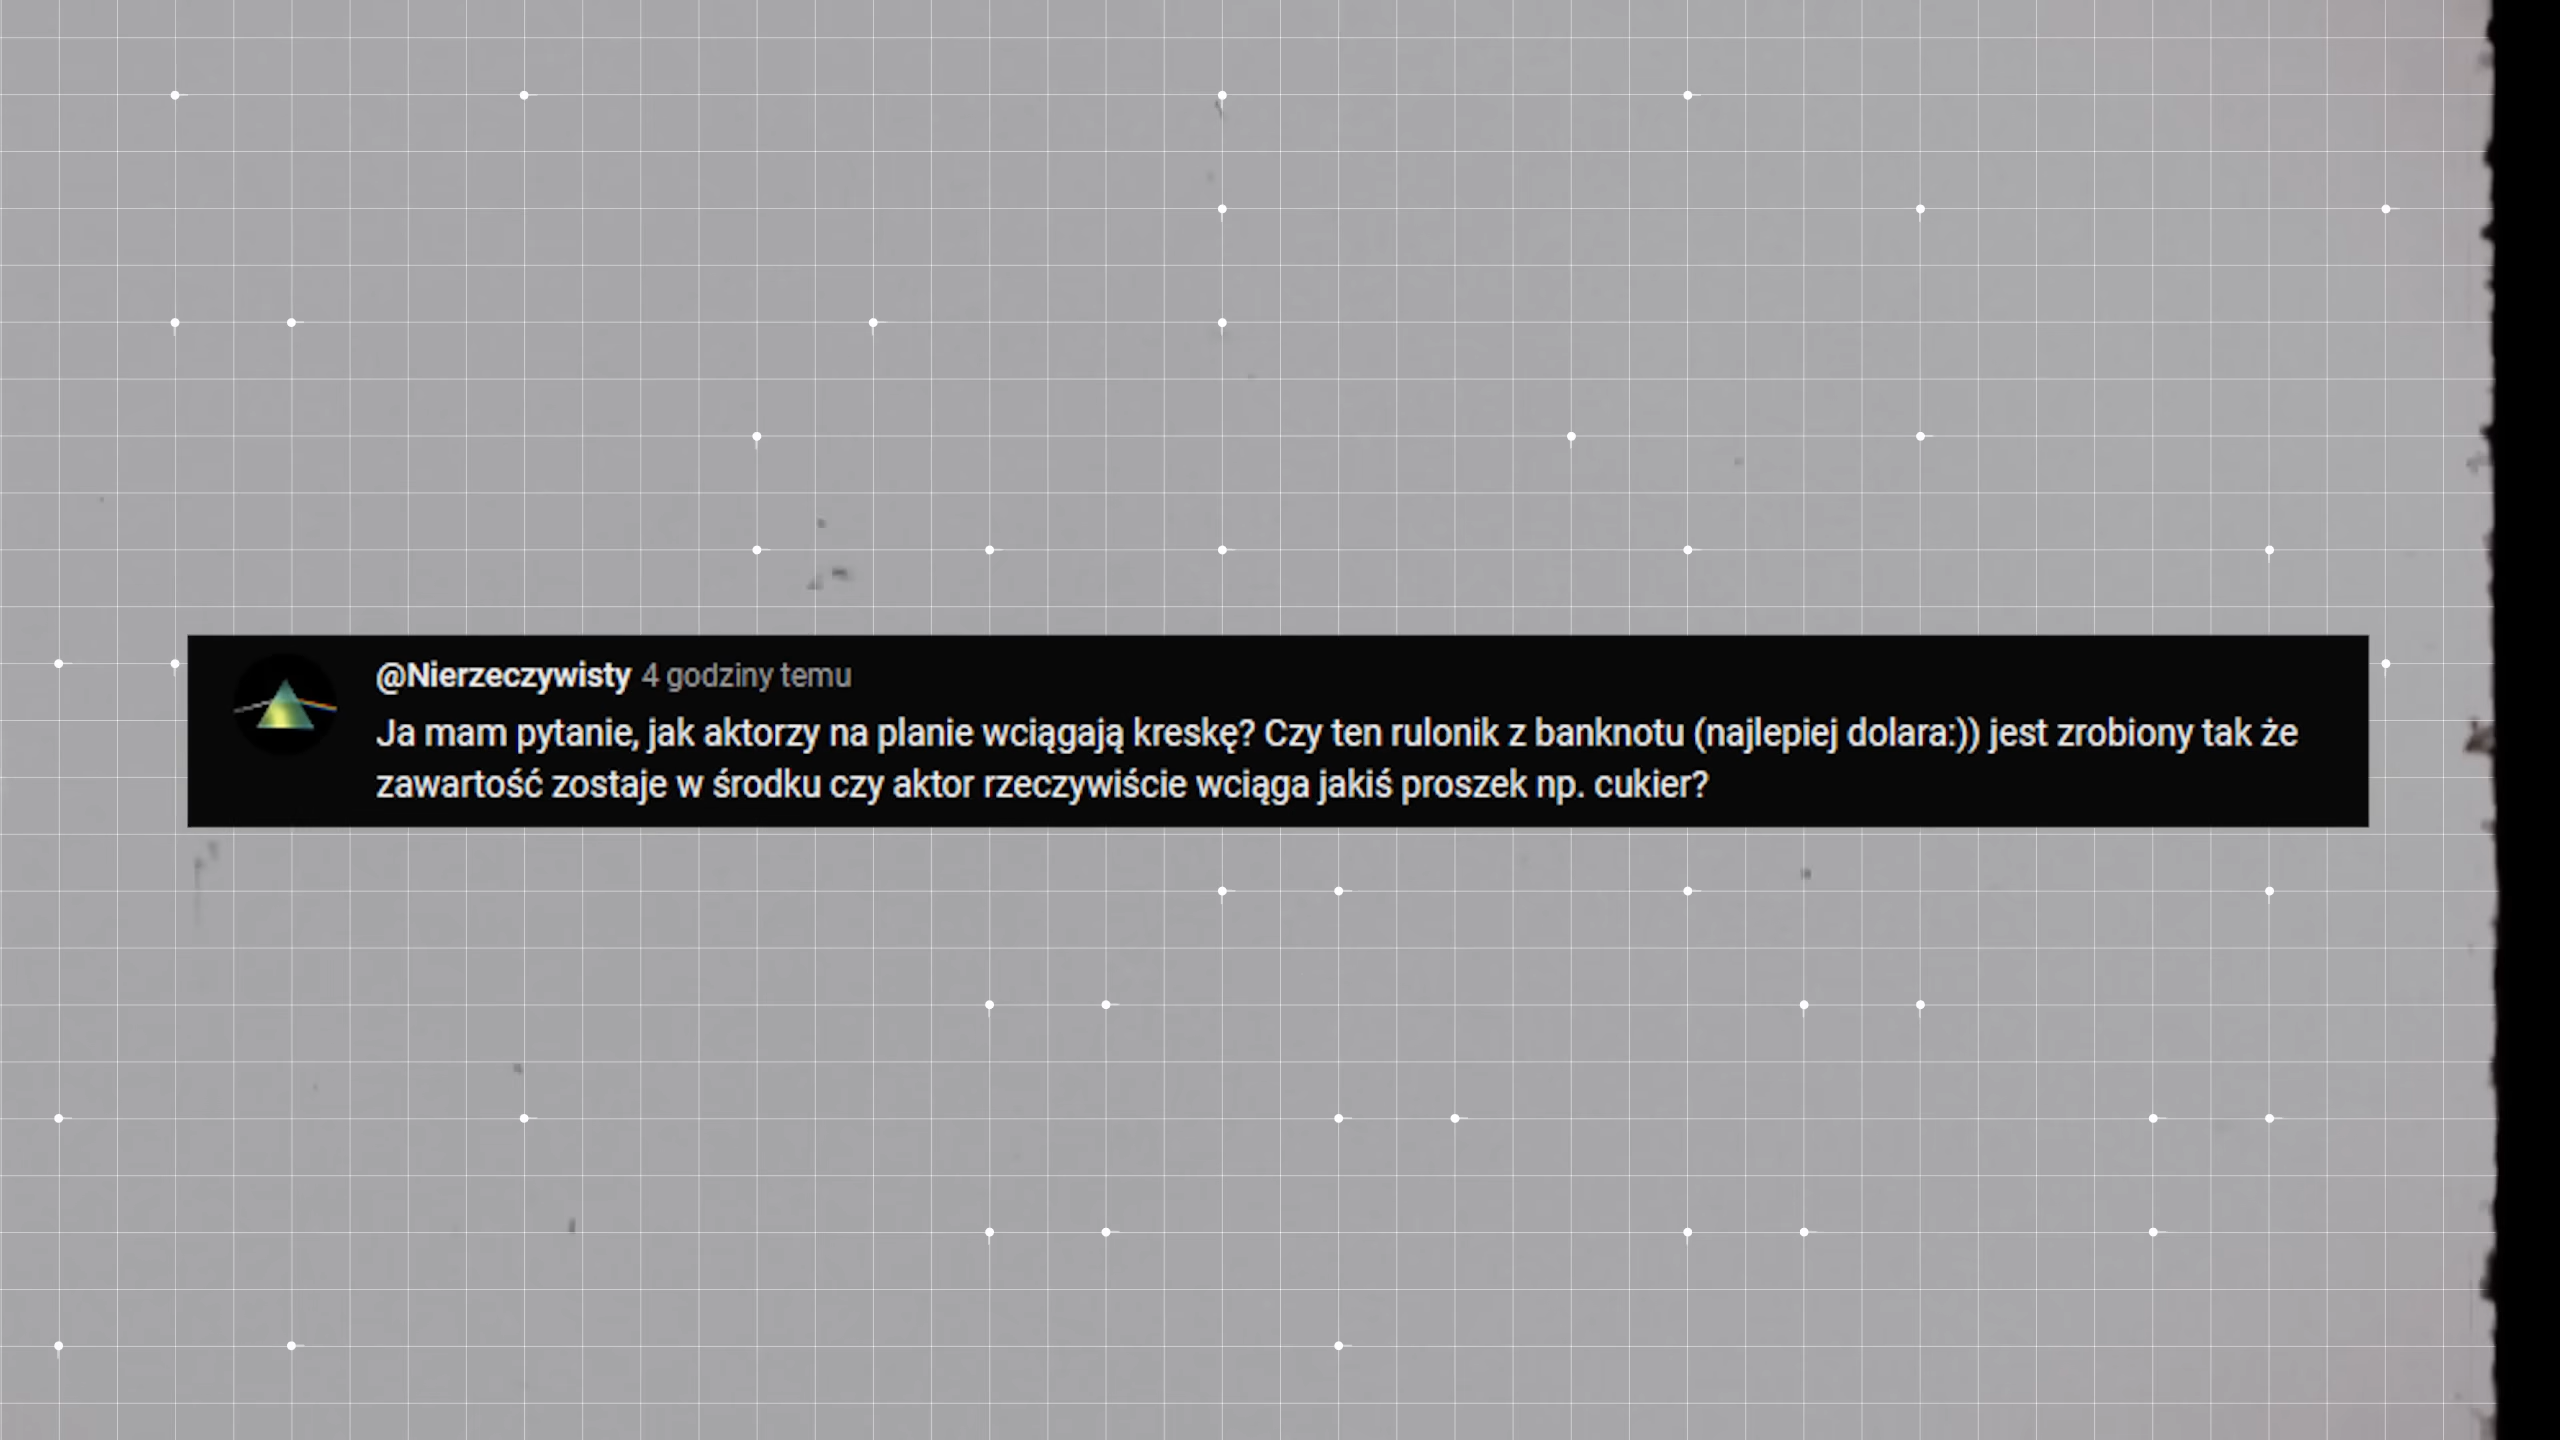 @Nierzeczywisty 4 godziny temu
Ja mam pytanie, jak aktorzy na planie wciągają kreskę? Czy ten rulonik z banknotu (najlepiej dolara:)) jest zrobiony tak że
zawartość zostaje w środku czy aktor rzeczywiście wciąga jakiś proszek np. cukier?